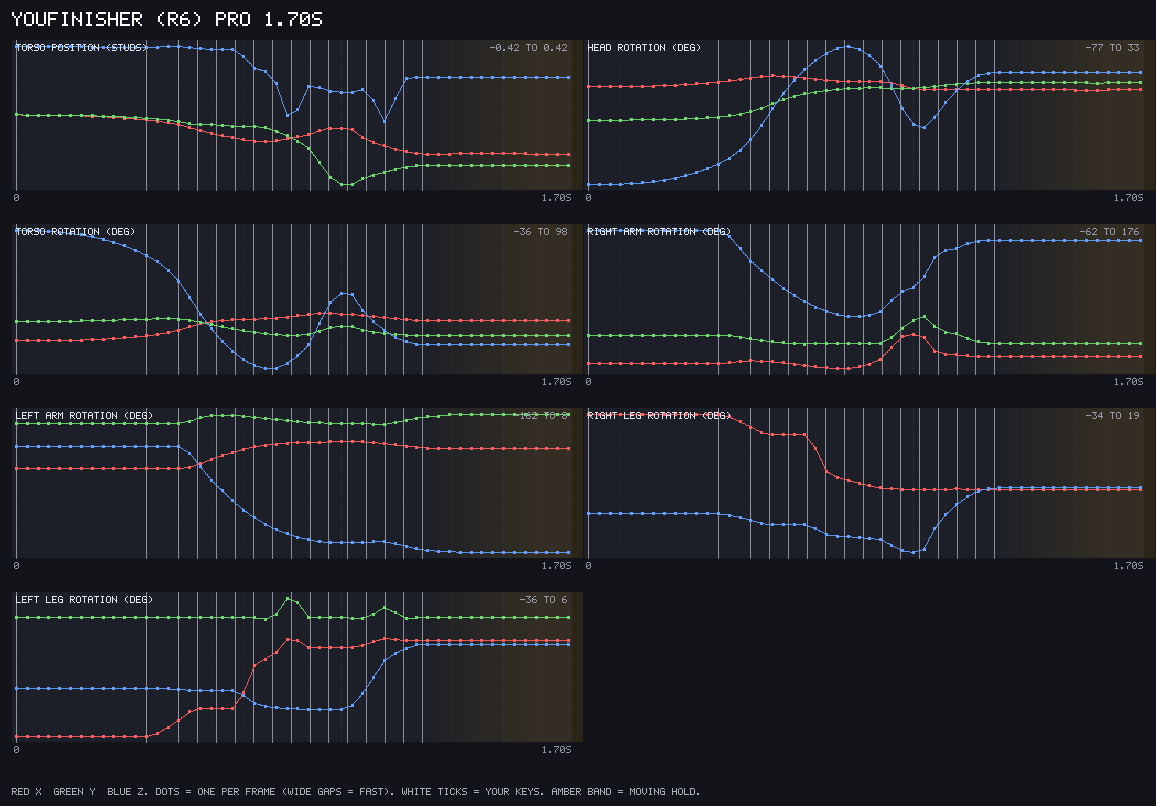 YOUFINISHER (R6) PRO 1.70S
TORSO POSITION (STUDS) -0.42 TO 0.42
HEAD ROTATION (DEG) -77 TO 33
0 1.70S
0 1.70S
TORSO ROTATION (DEG) -36 TO 98
RIGHT ARM ROTATION (DEG) -62 TO 176
0 1.70S
0 1.70S
LEFT ARM ROTATION (DEG) TO 8
RIGHT LEG ROTATION (DEG) -34 TO 19
0 1.70S
0 1.70S
LEFT LEG ROTATION (DEG) -36 TO 6
0 1.70S
RED X GREEN Y BLUE Z. DOTS = ONE PER FRAME (WIDE GAPS = FAST). WHITE TICKS = YOUR KEYS. AMBER BAND = MOVING HOLD.